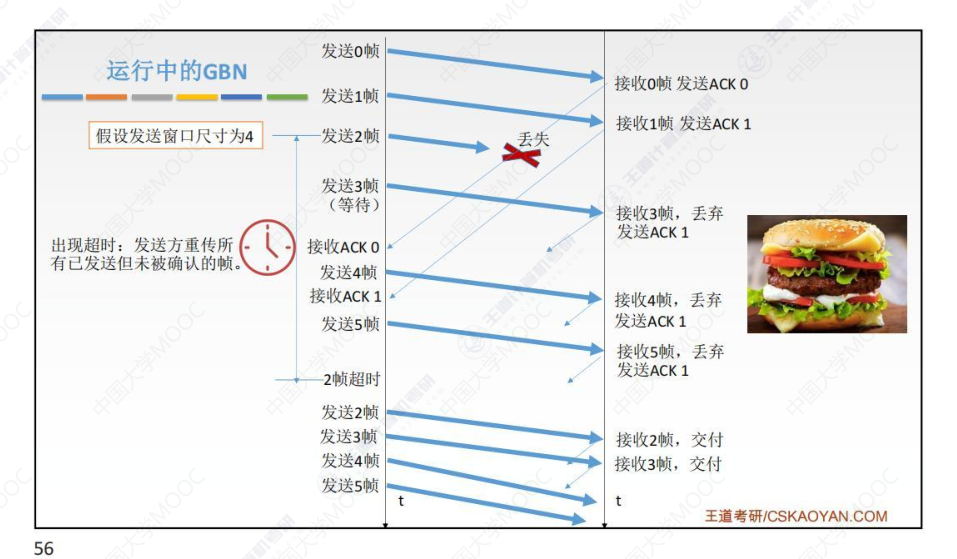 运行中的GBN
假设发送窗口尺寸为4
出现超时：发送方重传所
有已发送但未被确认的帧。
发送0帧
发送1帧
发送2帧
发送3帧
（等待）
接收ACK 0
发送4帧
接收ACK 1
发送5帧
2帧超时
发送2帧
发送3帧
发送4帧
发送5帧
t
丢失
接收0帧 发送ACK 0
接收1帧 发送ACK 1
接收3帧，丢弃
发送ACK 1
接收4帧，丢弃
发送ACK 1
接收5帧，丢弃
发送ACK 1
接收2帧，交付
接收3帧，交付
t
王道考研/CSKAOYAN.COM
56
中国大学MOOC